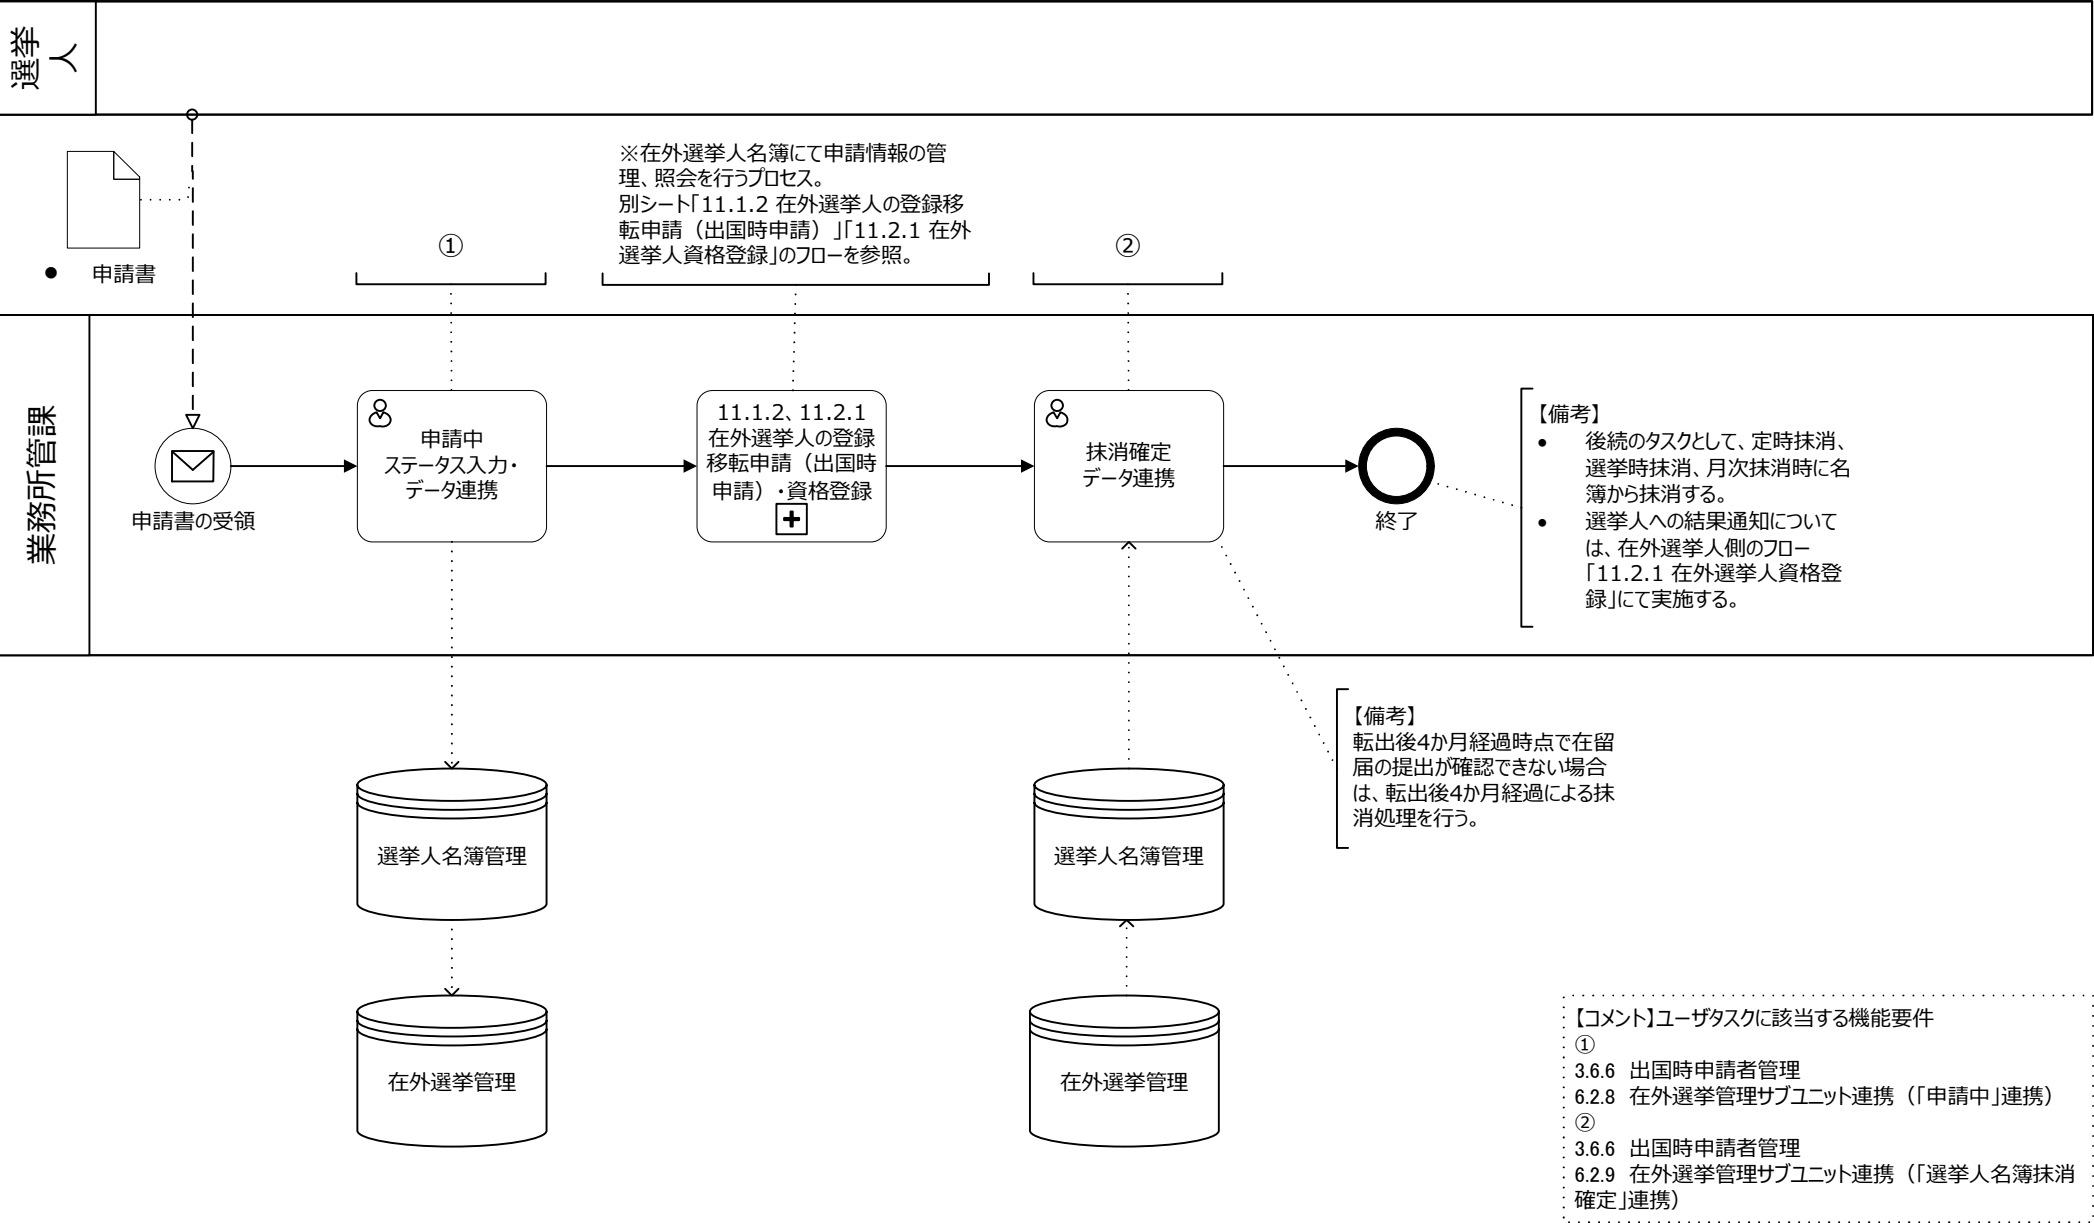 選挙
人
● 申請書
※在外選挙人名簿にて申請情報の管
理、照会を行うプロセス。
別シート「11.1.2 在外選挙人の登録移
転申請（出国時申請）」「11.2.1 在外
選挙人資格登録」のフローを参照。
①
②
業務所管課
申請書の受領
申請中
ステータス入力・
データ連携
11.1.2、11.2.1
在外選挙人の登録
移転申請（出国時
申請）・資格登録
抹消確定
データ連携
終了
【備考】
● 後続のタスクとして、定時抹消、
選挙時抹消、月次抹消時に名
簿から抹消する。
● 選挙人への結果通知について
は、在外選挙人側のフロー
「11.2.1 在外選挙人資格登
録」にて実施する。
【備考】
転出後4か月経過時点で在留
届の提出が確認できない場合
は、転出後4か月経過による抹
消処理を行う。
選挙人名簿管理
選挙人名簿管理
在外選挙管理
在外選挙管理
【コメント】ユーザタスクに該当する機能要件
①
3.6.6 出国時申請者管理
6.2.8 在外選挙管理サブユニット連携（「申請中」連携）
②
3.6.6 出国時申請者管理
6.2.9 在外選挙管理サブユニット連携（「選挙人名簿抹消
確定」連携）